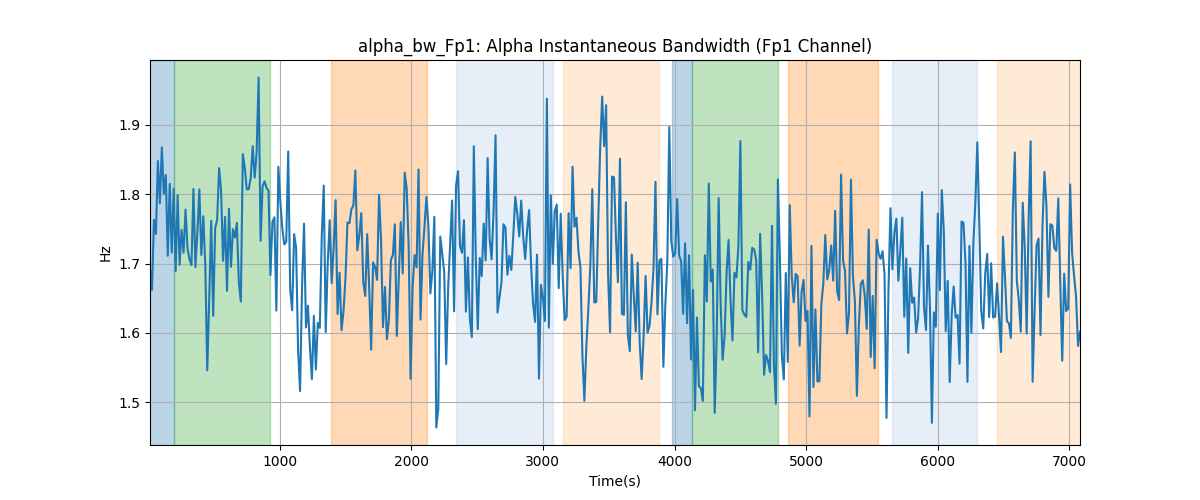 alpha_bw_Fp1: Alpha Instantaneous Bandwidth (Fp1 Channel)
Hz
1.9
1.8
1.7
1.6
1.5
1000 2000 3000 4000 5000 6000 7000
Time(s)